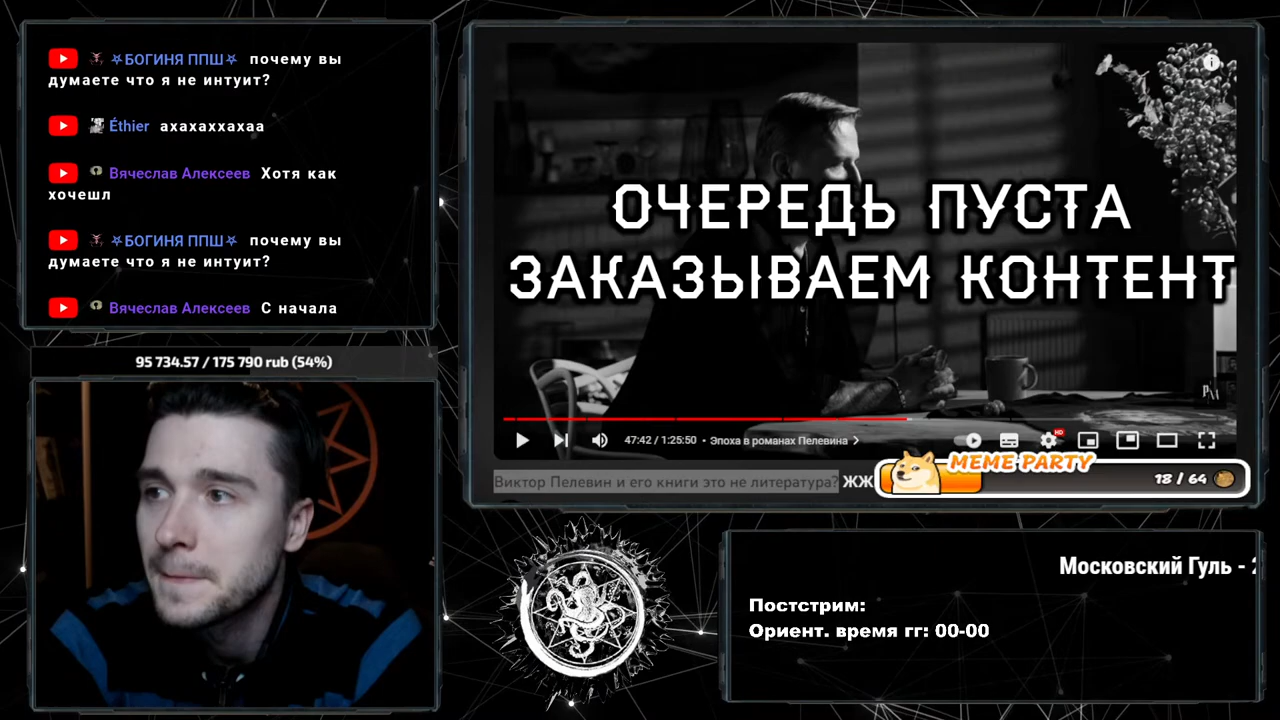 ⛧БОГИНЯ ППШ⛧ почему вы
думаете что я не интуит?
Éthier ахахаххахаа
Вячеслав Алексеев Хотя как
хочешл
⛧БОГИНЯ ППШ⛧ почему вы
думаете что я не интуит?
Вячеслав Алексеев С начала
95 734.57 / 175 790 rub (54%)
ОЧЕРЕДЬ ПУСТА
ЗАКАЗЫВАЕМ КОНТЕНТ
47:42 / 1:25:50 • Эпоха в романах Пелевина
HD
Виктор Пелевин и его книги это не литература? ЖЖ
MEME PARTY
18 / 64
Московский Гуль - 2
Постстрим:
Ориент. время гг: 00-00